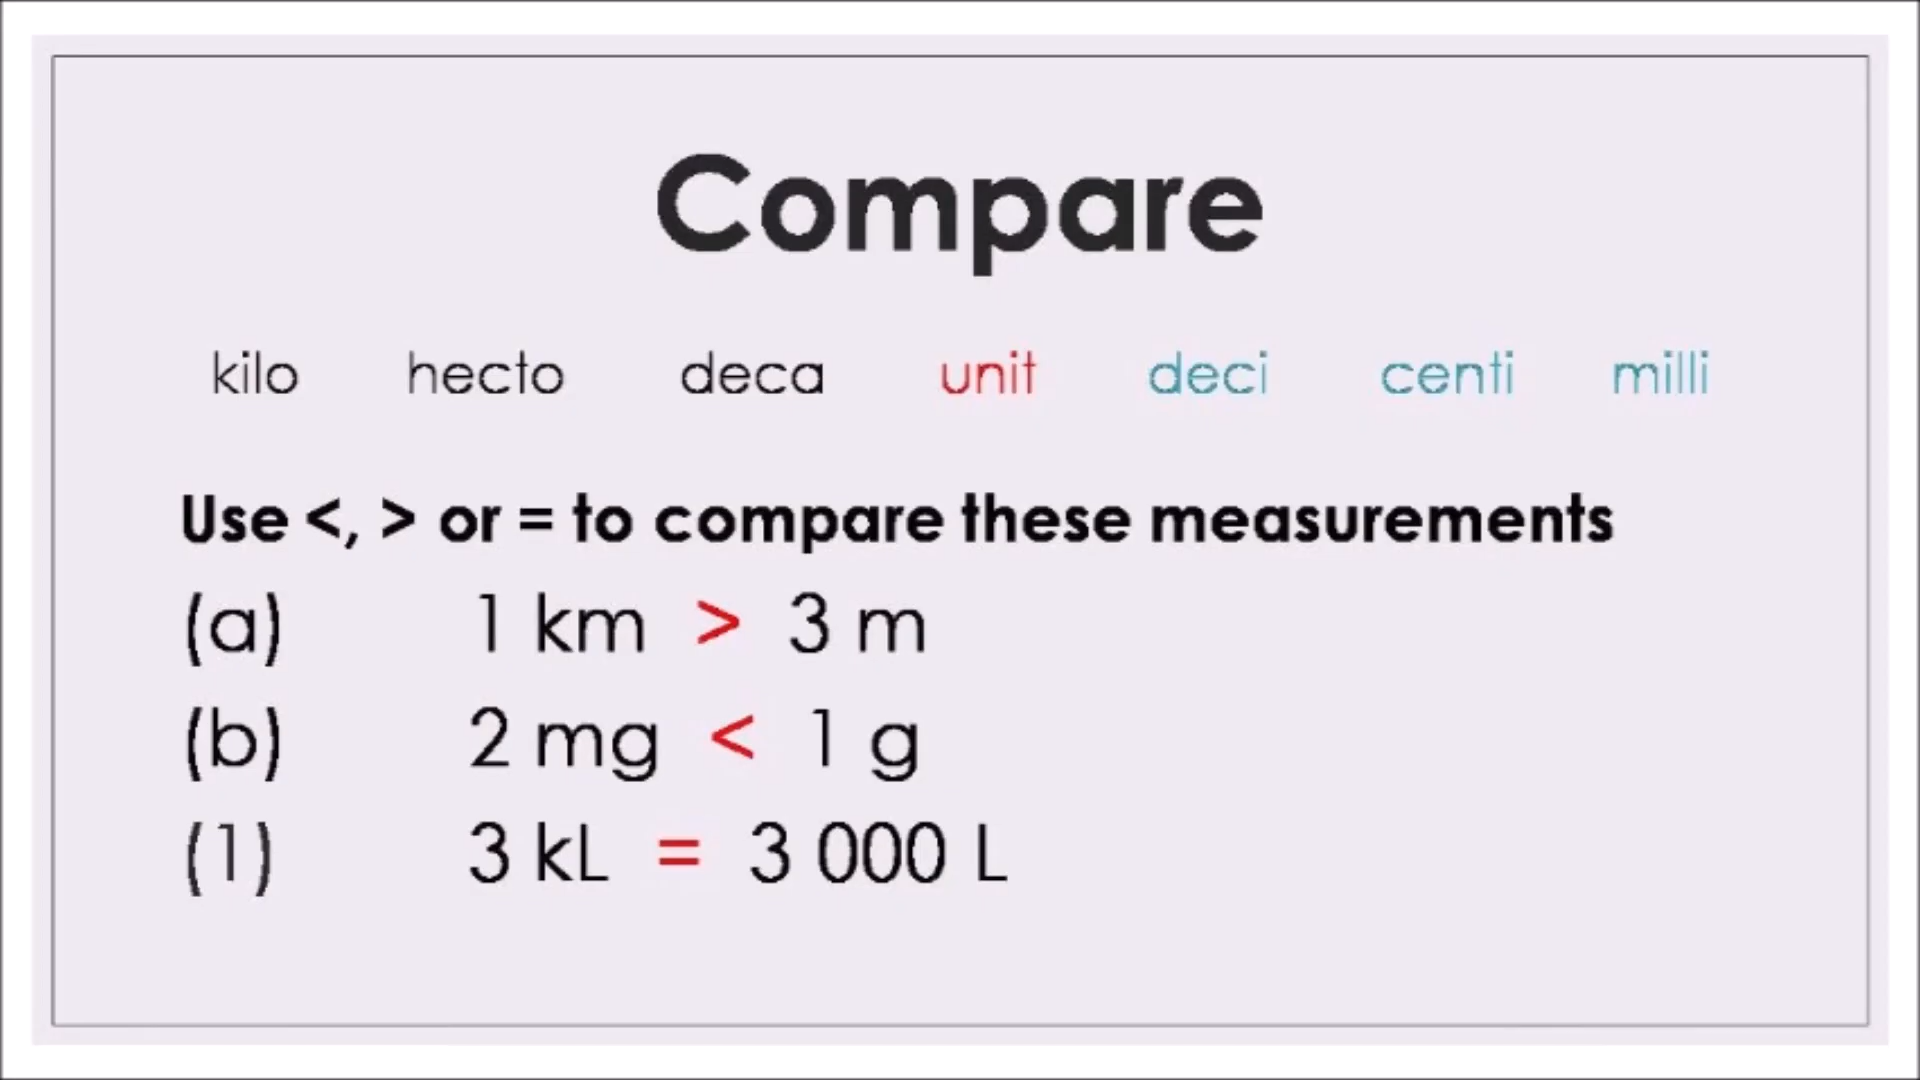 Compare
kilo hecto deca unit deci centi milli
Use <, > or = to compare these measurements
(a) 1 km > 3 m
(b) 2 mg < 1 g
(1) 3 kL = 3 000 L